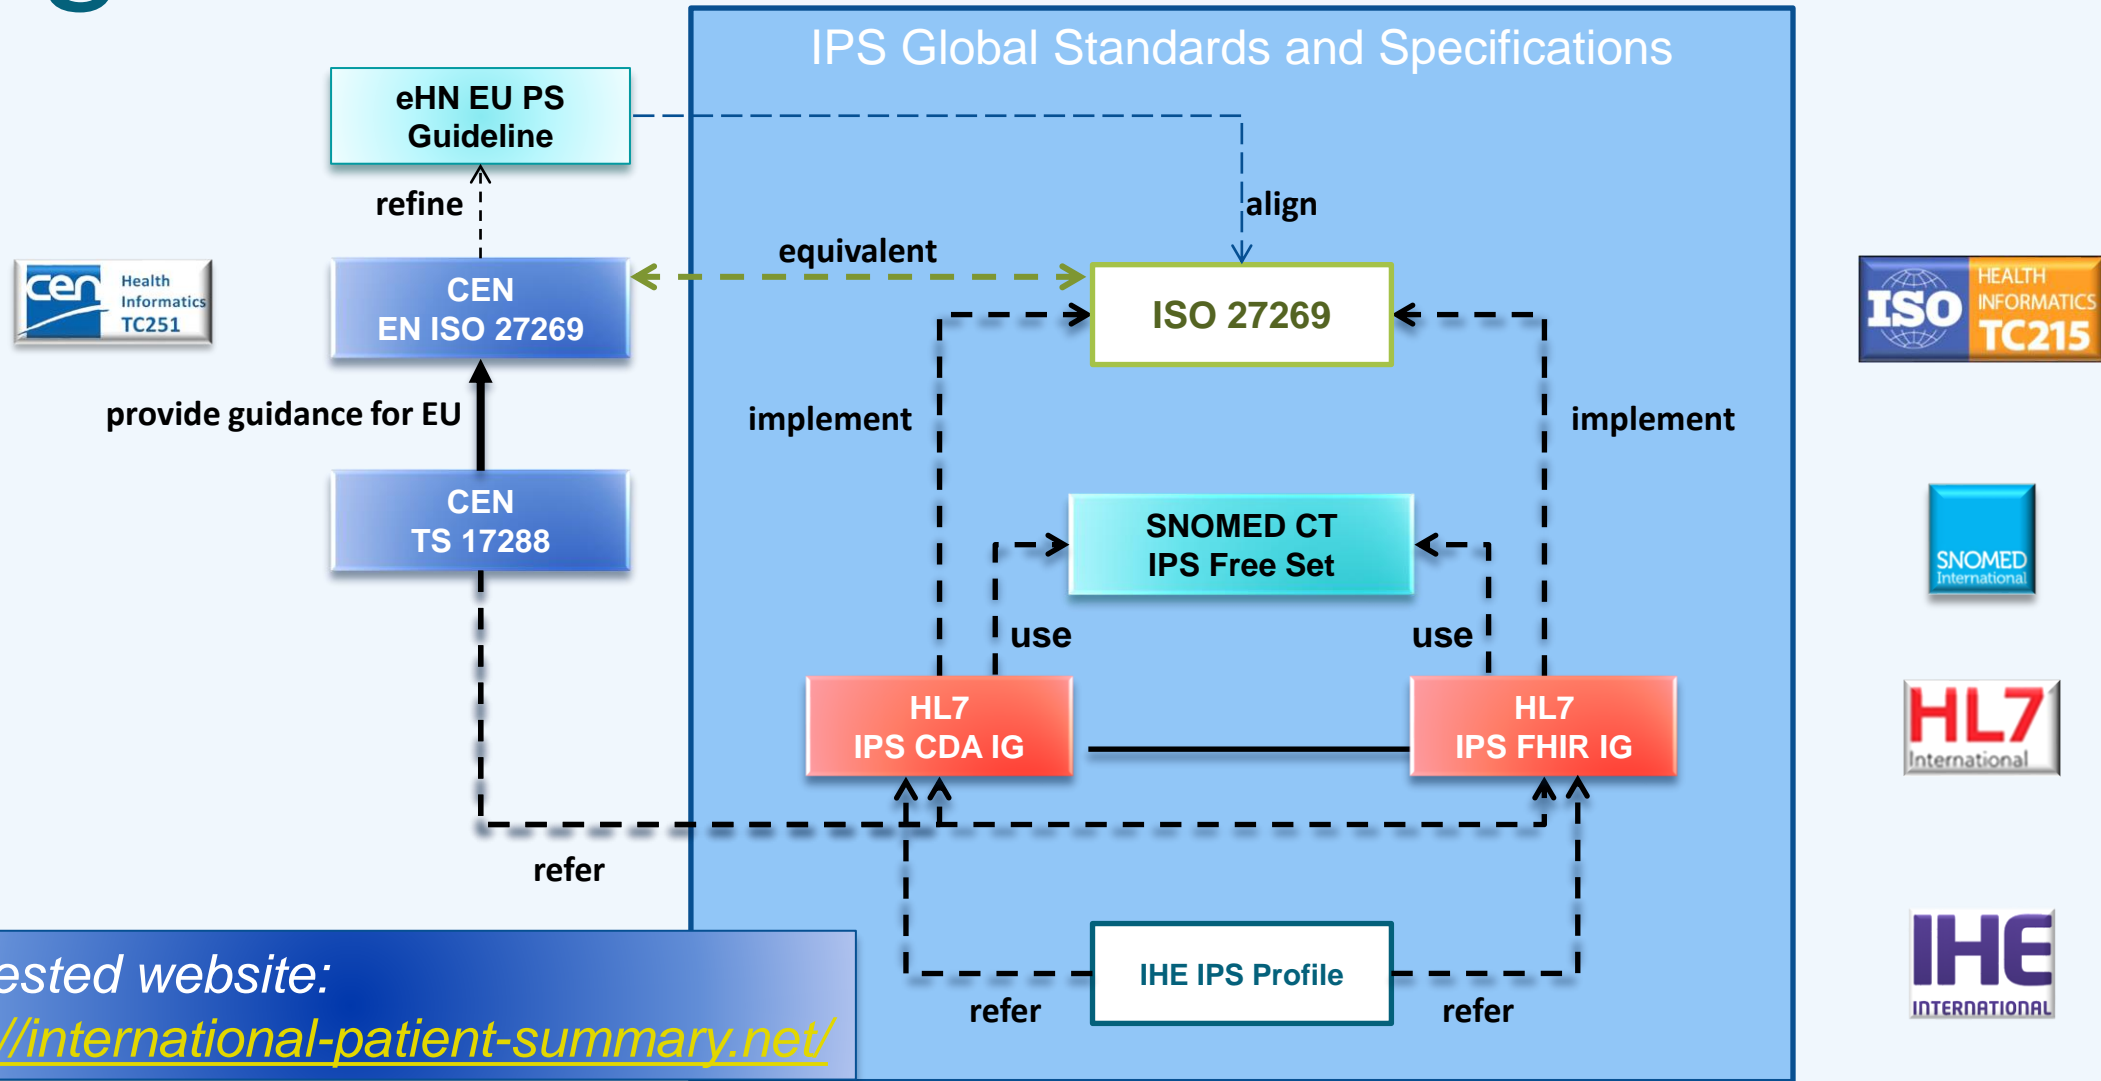 IPS Global Standards and Specifications
eHN EU PS
Guideline
refine
align
equivalent
cen
Health
Informatics
TC251
CEN
EN ISO 27269
ISO 27269
ISO
HEALTH
INFORMATICS
TC215
provide guidance for EU
implement
implement
CEN
TS 17288
SNOMED CT
IPS Free Set
SNOMED
International
use
use
HL7
IPS CDA IG
HL7
IPS FHIR IG
HL7
International
refer
IHE IPS Profile
refer
refer
IHE
INTERNATIONAL
ested website:
//international-patient-summary.net/